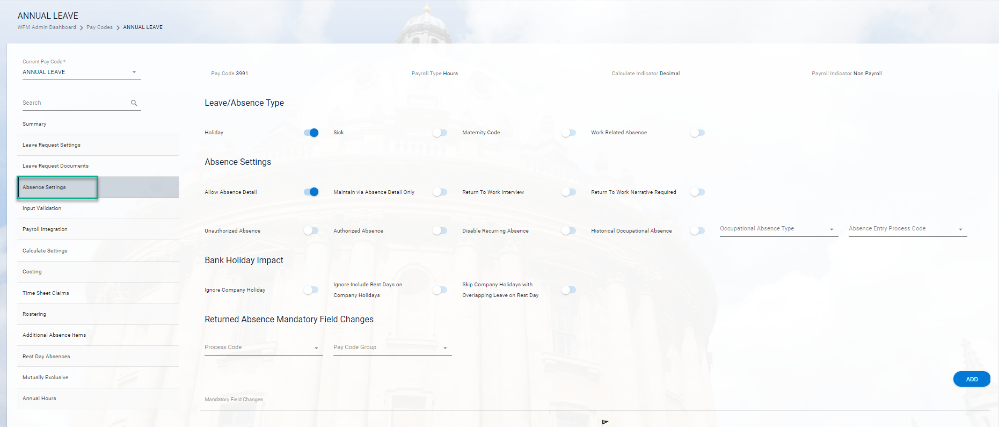 ANNUAL LEAVE
WFM Admin Dashboard > Pay Codes > ANNUAL LEAVE
Current Pay Code *
ANNUAL LEAVE
Pay Code 3991
Payroll Type Hours
Calculate Indicator Decimal
Payroll Indicator Non Payroll
Search
Summary
Leave Request Settings
Leave Request Documents
Absence Settings
Input Validation
Payroll Integration
Calculate Settings
Costing
Time Sheet Claims
Rostering
Additional Absence Items
Rest Day Absences
Mutually Exclusive
Annual Hours
Leave/Absence Type
Holiday
Sick
Maternity Code
Work Related Absence
Absence Settings
Allow Absence Detail
Maintain via Absence Detail Only
Return To Work Interview
Return To Work Narrative Required
Unauthorized Absence
Authorized Absence
Disable Recurring Absence
Historical Occupational Absence
Occupational Absence Type
Absence Entry Process Code
Bank Holiday Impact
Ignore Company Holiday
Ignore Include Rest Days on
Company Holidays
Skip Company Holidays with
Overlapping Leave on Rest Day
Returned Absence Mandatory Field Changes
Process Code
Pay Code Group
ADD
Mandatory Field Changes